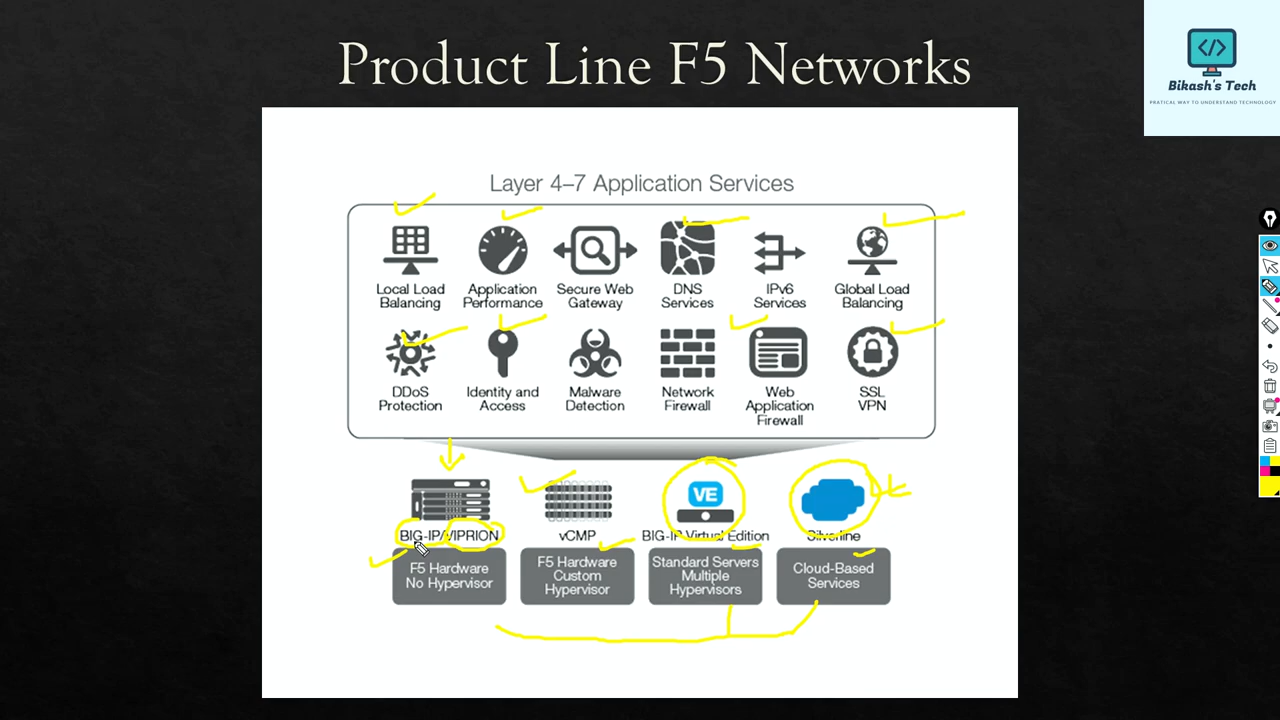 Product Line F5 Networks
Bikash's Tech
PRATICAL WAY TO UNDERSTAND TECHNOLOGY
Layer 4–7 Application Services
Local Load
Balancing
Application
Performance
Secure Web
Gateway
DNS
Services
IPv6
Services
Global Load
Balancing
DDoS
Protection
Identity and
Access
Malware
Detection
Network
Firewall
Web
Application
Firewall
SSL
VPN
BIG-IP/VIPRION
vCMP
VE
BIG-IP Virtual Edition
Silverline
F5 Hardware
No Hypervisor
F5 Hardware
Custom
Hypervisor
Standard Servers
Multiple
Hypervisors
Cloud-Based
Services